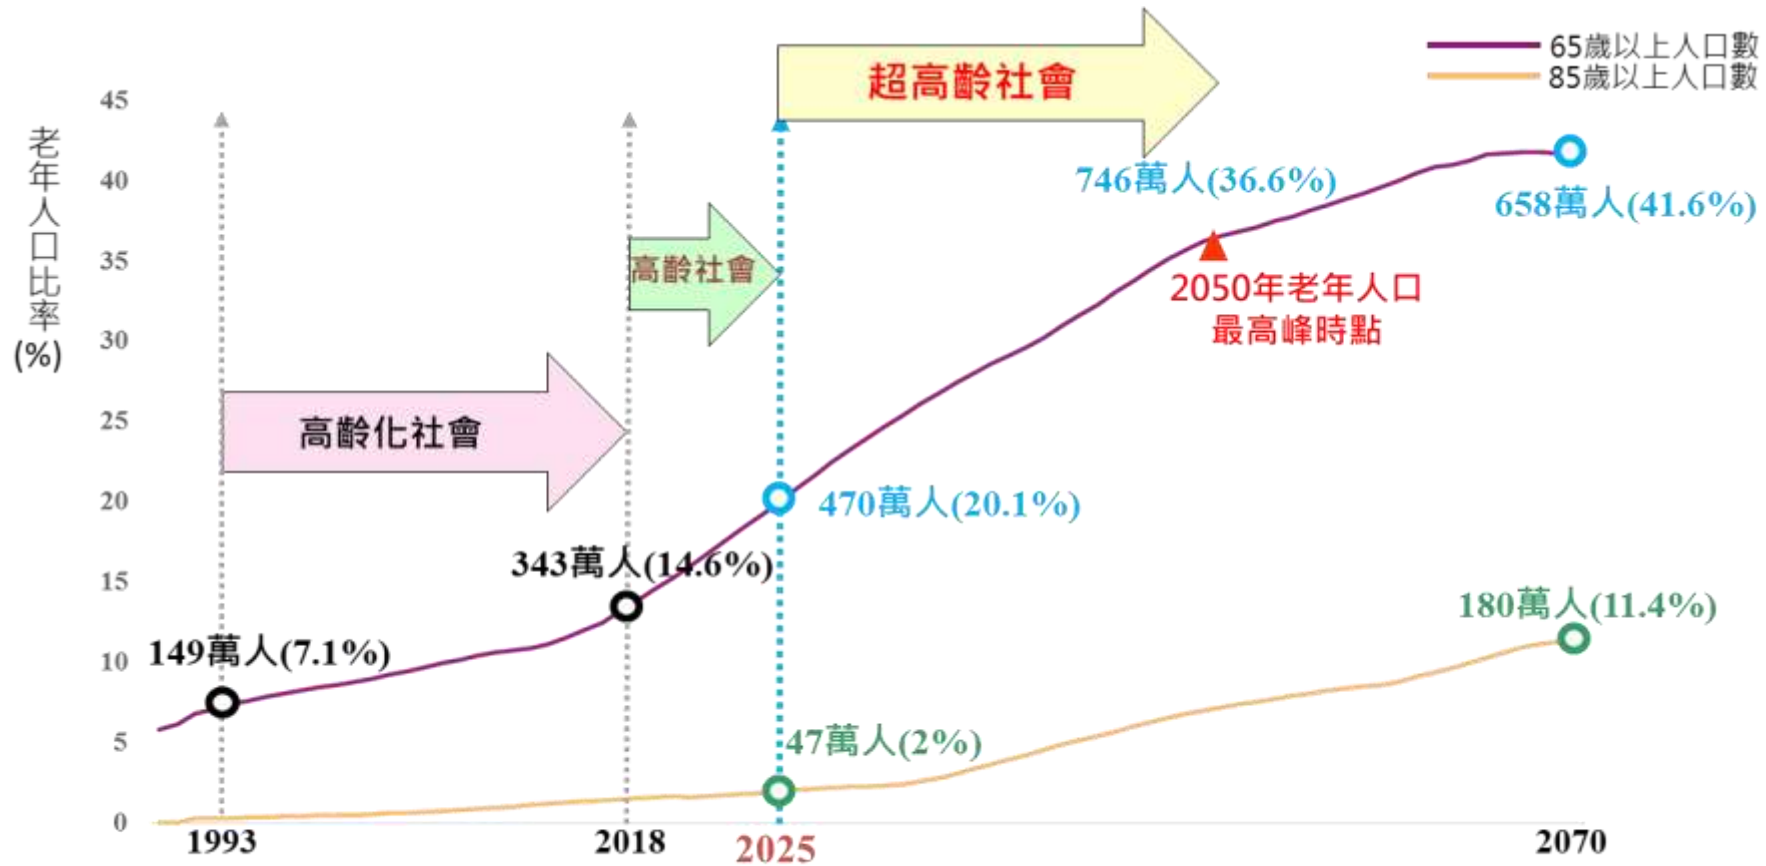 65歲以上人口數
85歲以上人口數
超高齡社會
高齡社會
高齡化社會
老年人口比率
(%)
45
40
35
30
25
20
15
10
5
0
746萬人(36.6%)
658萬人(41.6%)
2050年老年人口
最高峰時點
470萬人(20.1%)
343萬人(14.6%)
149萬人(7.1%)
180萬人(11.4%)
47萬人(2%)
1993
2018
2025
2070